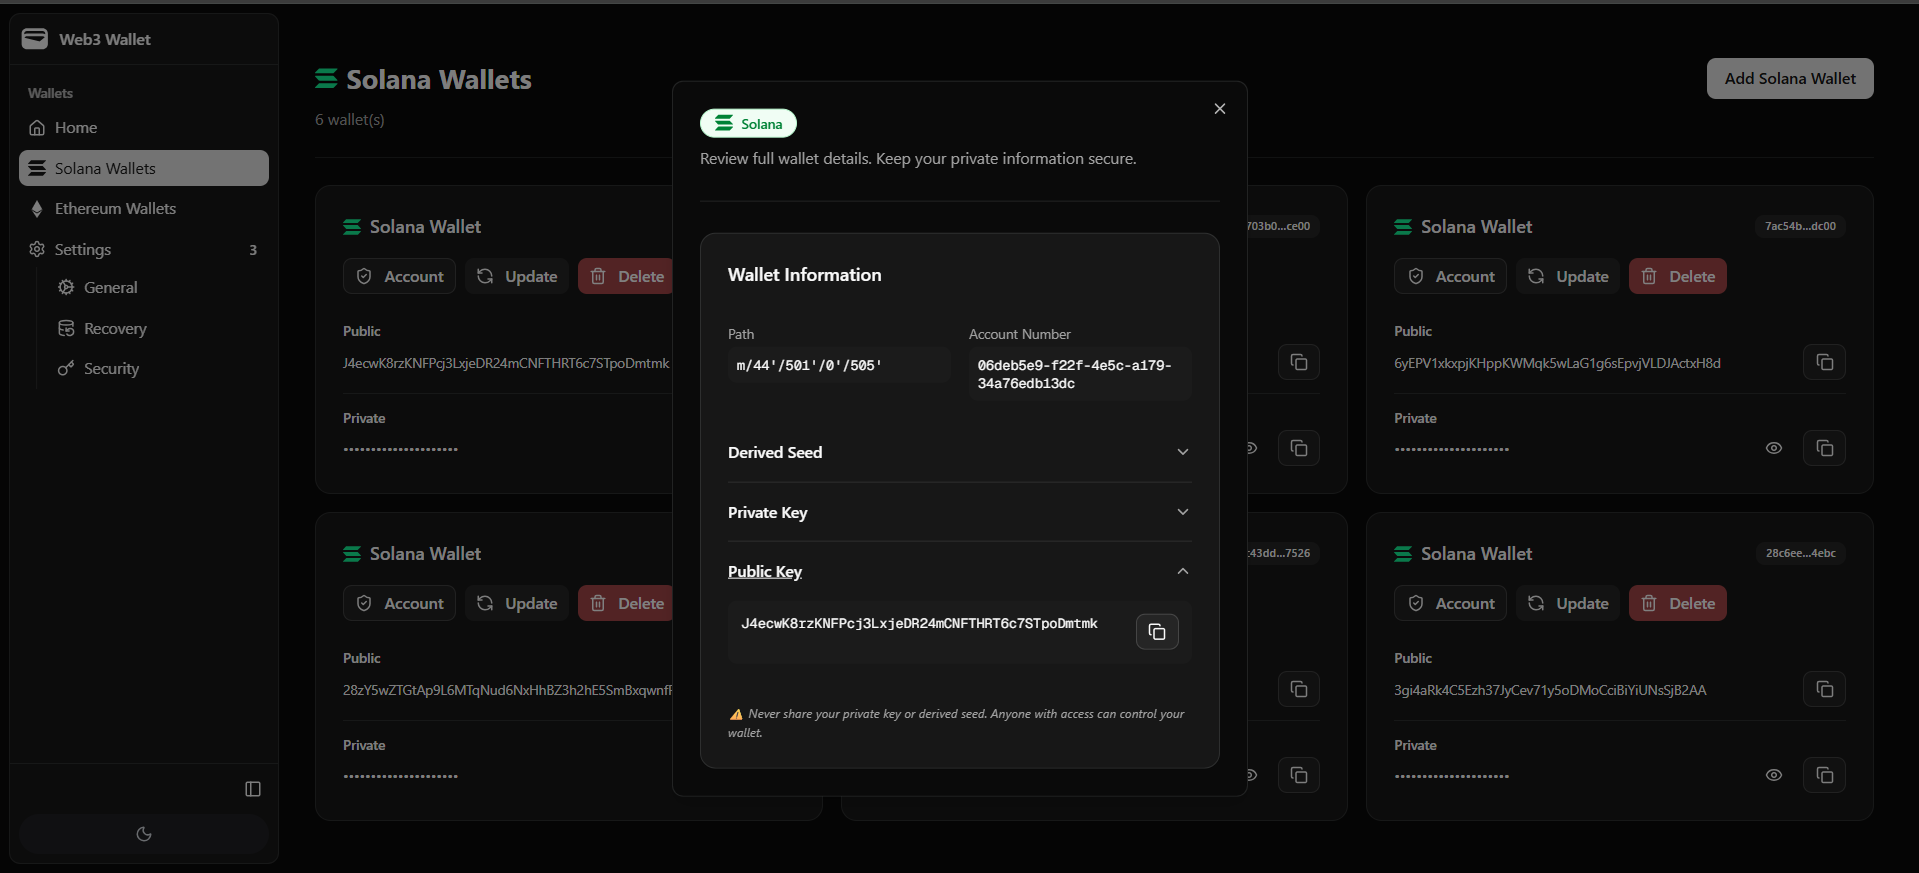 Web3 Wallet
Wallets
Home
Solana Wallets
Ethereum Wallets
Settings 3
General
Recovery
Security
Solana Wallets
6 wallet(s)
Add Solana Wallet
Solana Wallet
Account Update Delete
Public
J4ecwK8rzKNFPcj3LxjeDR24mCNFTHRT6c7STpoDmtmk
Private
•••••••••••••••••••••
703b0...ce00
Solana Wallet 7ac54b...dc00
Account Update Delete
Public
6yEPV1xkxpjKHppKWMqk5wLaG1g6sEpvjVLDJActxH8d
Private
•••••••••••••••••••••
Solana Wallet
Account Update Delete
Public
28zY5wZTGtAp9L6MTqNud6NxHhBZ3h2hE5SmBxqwnf
Private
•••••••••••••••••••••
43dd...7526
Solana Wallet 28c6ee...4ebc
Account Update Delete
Public
3gi4aRk4C5Ezh37JyCev71y5oDMoCciBiYiUNsSjB2AA
Private
•••••••••••••••••••••
Solana
Review full wallet details. Keep your private information secure.
Wallet Information
Path
m/44'/501'/0'/505'
Account Number
06deb5e9-f22f-4e5c-a179-
34a76edb13dc
Derived Seed
Private Key
Public Key
J4ecwK8rzKNFPcj3LxjeDR24mCNFTHRT6c7STpoDmtmk
⚠️ Never share your private key or derived seed. Anyone with access can control your
wallet.